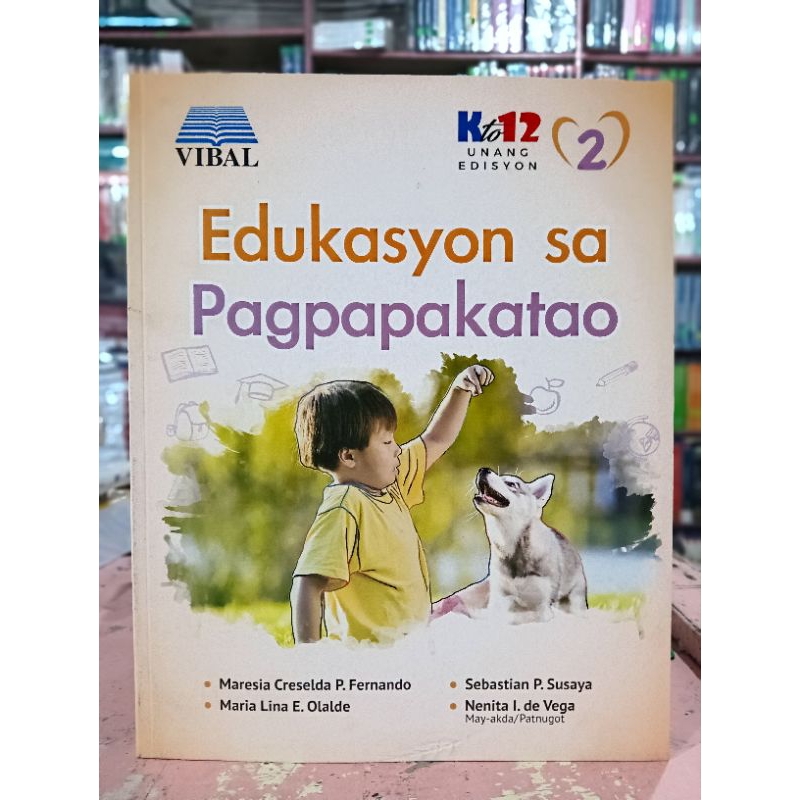 VIBAL
Kto12
UNANG
EDISYON
2
Edukasyon sa
Pagpapakatao
• Maresia Creselda P. Fernando
• Maria Lina E. Olalde
• Sebastian P. Susaya
• Nenita I. de Vega
May-akda/Patnugot